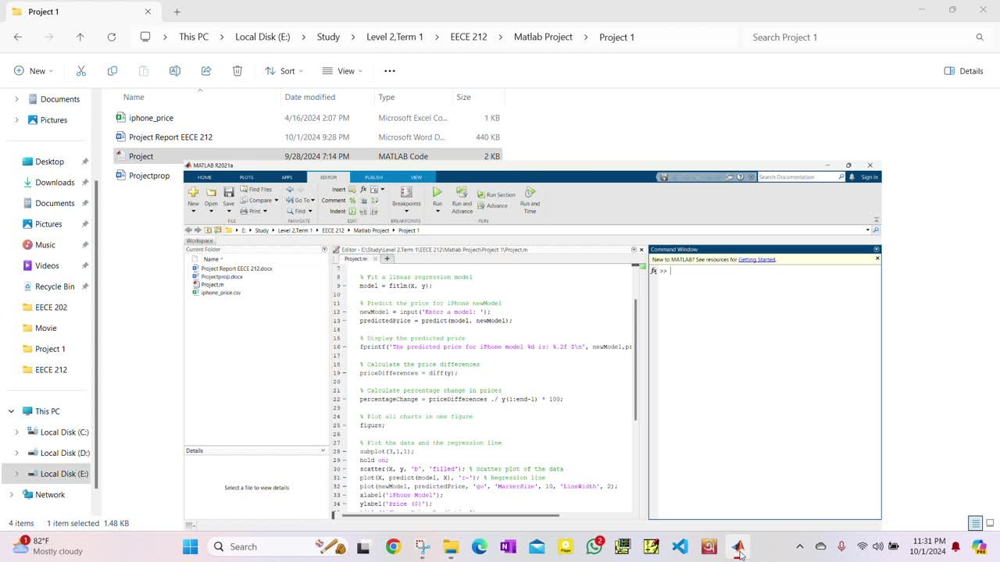 Project 1
This PC > Local Disk (E:) > Study > Level 2,Term 1 > EECE 212 > Matlab Project > Project 1
Search Project 1
New
Sort
View
Details
Documents
Pictures
Desktop
Downloads
Documents
Pictures
Music
Videos
Recycle Bin
EECE 202
Movie
Project 1
EECE 212
This PC
Local Disk (C:)
Local Disk (D:)
Local Disk (E:)
Network
Name Date modified Type Size
iphone_price 4/16/2024 2:07 PM Microsoft Excel Co... 1 KB
Project Report EECE 212 10/1/2024 9:28 PM Microsoft Word D... 440 KB
Project 9/28/2024 7:14 PM MATLAB Code 2 KB
Projectprop
MATLAB R2021a
HOME PLOTS APPS EDITOR PUBLISH VIEW
Search Documentation
Sign In
New Open Save
Find Files
Compare
Print
FILE
Go To
Find
NAVIGATE
Insert
Comment
Indent
EDIT
Breakpoints
BREAKPOINTS
Run
Run and Advance
Run Section
Advance
Run and Time
RUN
E: > Study > Level 2,Term 1 > EECE 212 > Matlab Project > Project 1
Workspace
Current Folder
Name
Project Report EECE 212.docx
Projectprop.docx
Project.m
iphone_price.csv
Details
Select a file to view details
Editor - E:\Study\Level 2,Term 1\EECE 212\Matlab Project\Project 1\Project.m
Project.m
7
8 % Fit a linear regression model
9 model = fitlm(X, y);
10
11 % Predict the price for iPhone newModel
12 newModel = input('Enter a model: ');
13 predictedPrice = predict(model, newModel);
14
15 % Display the predicted price
16 fprintf('The predicted price for iPhone model %d is: %.2f $\n', newModel,pr
17
18 % Calculate the price differences
19 priceDifferences = diff(y);
20
21 % Calculate percentage change in prices
22 percentageChange = priceDifferences ./ y(1:end-1) * 100;
23
24 % Plot all charts in one figure
25 figure;
26
27 % Plot the data and the regression line
28 subplot(3,1,1);
29 hold on;
30 scatter(X, y, 'b', 'filled'); % Scatter plot of the data
31 plot(X, predict(model, X), 'r-'); % Regression line
32 plot(newModel, predictedPrice, 'go', 'MarkerSize', 10, 'LineWidth', 2);
33 xlabel('iPhone Model');
34 ylabel('Price ($)');
Command Window
New to MATLAB? See resources for Getting Started.
fx >>
4 items 1 item selected 1.48 KB
1
82°F
Mostly cloudy
Search
2
11:31 PM
10/1/2024